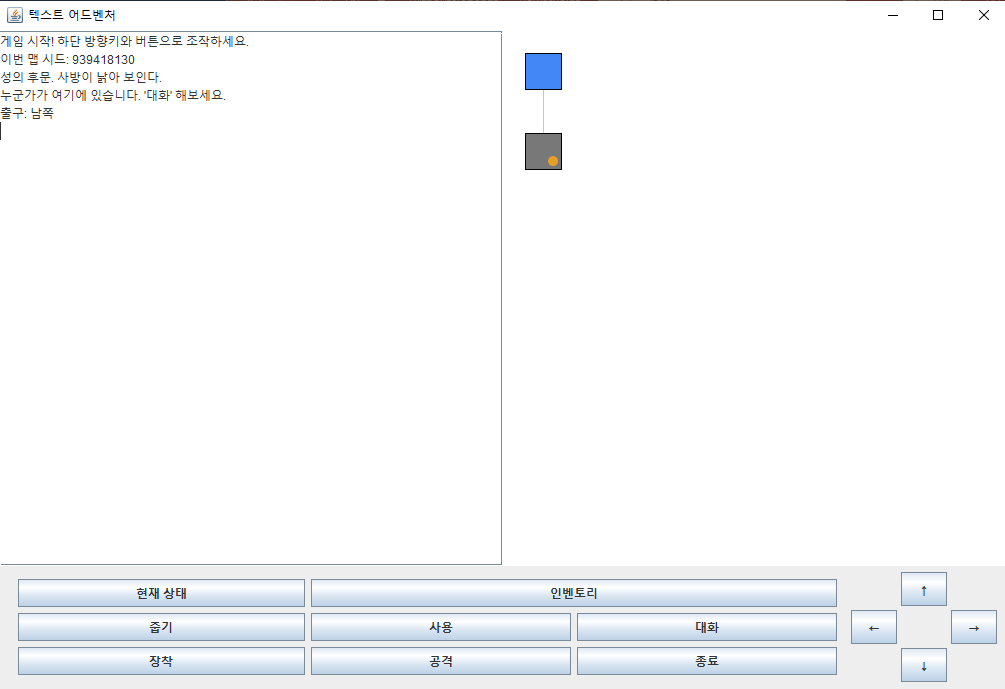 텍스트 어드벤처
게임 시작! 하단 방향키와 버튼으로 조작하세요.
이번 맵 시드: 939418130
성의 후문. 사방이 낡아 보인다.
누군가가 여기에 있습니다. '대화' 해보세요.
출구: 남쪽
현재 상태
인벤토리
↑
줍기
사용
대화
←
→
장착
공격
종료
↓